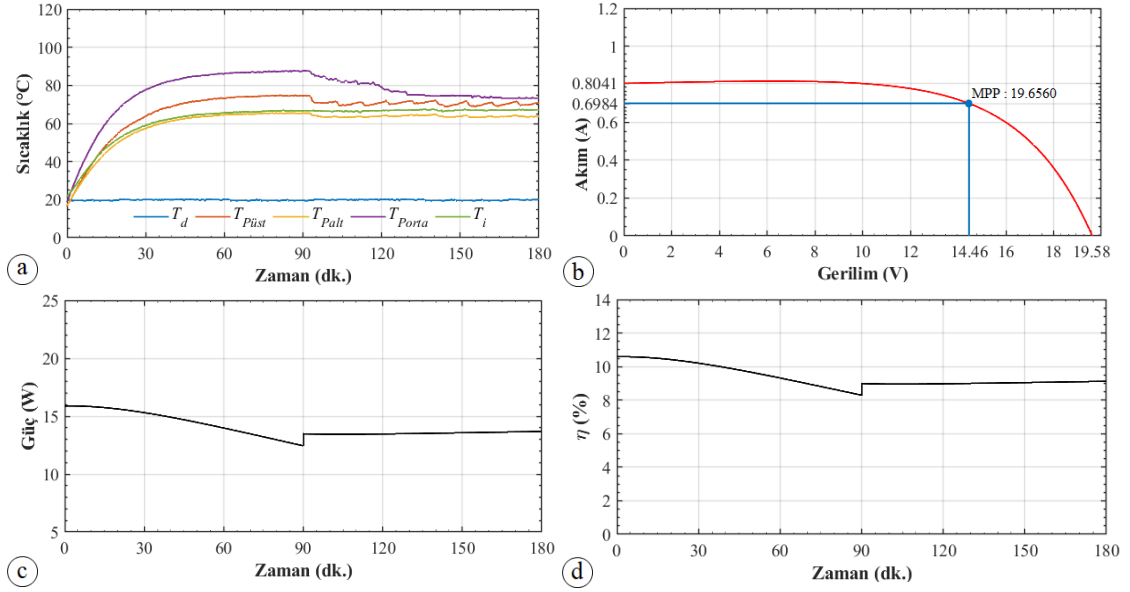 120
100
80
60
40
20
0
Sıcaklık (°C)
T_d T_Püst T_Palt T_Porta T_i
0 30 60 90 120 150 180
Zaman (dk.)
a
1.2
1
0.8041
0.6984
0.6
0.4
0.2
0
Akım (A)
MPP : 19.6560
0 2 4 6 8 10 12 14.46 16 18 19.58
Gerilim (V)
b
25
20
15
10
5
Güç (W)
0 30 60 90 120 150 180
Zaman (dk.)
c
14
12
10
8
6
4
2
0
η (%)
0 30 60 90 120 150 180
Zaman (dk.)
d